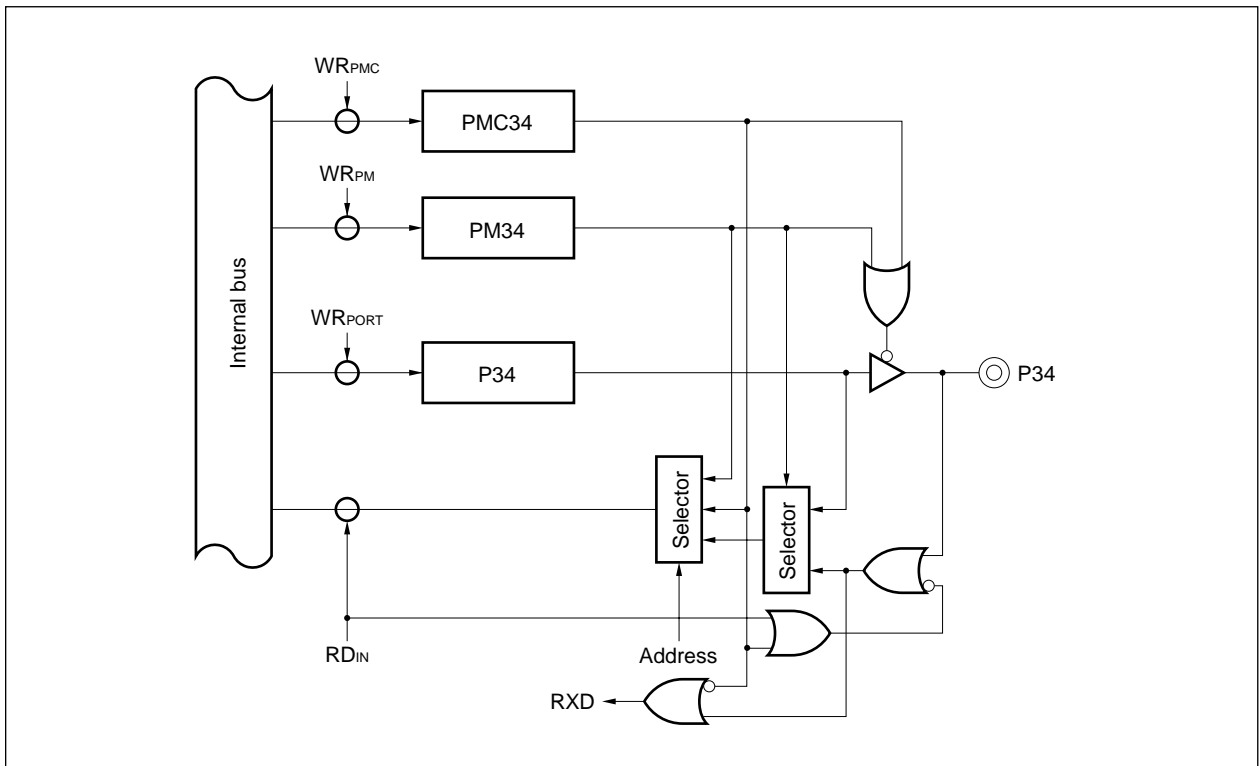 WRPMC
PMC34
WRPM
PM34
Internal bus
WRPORT
P34
P34
Selector
Selector
RDIN
Address
RXD